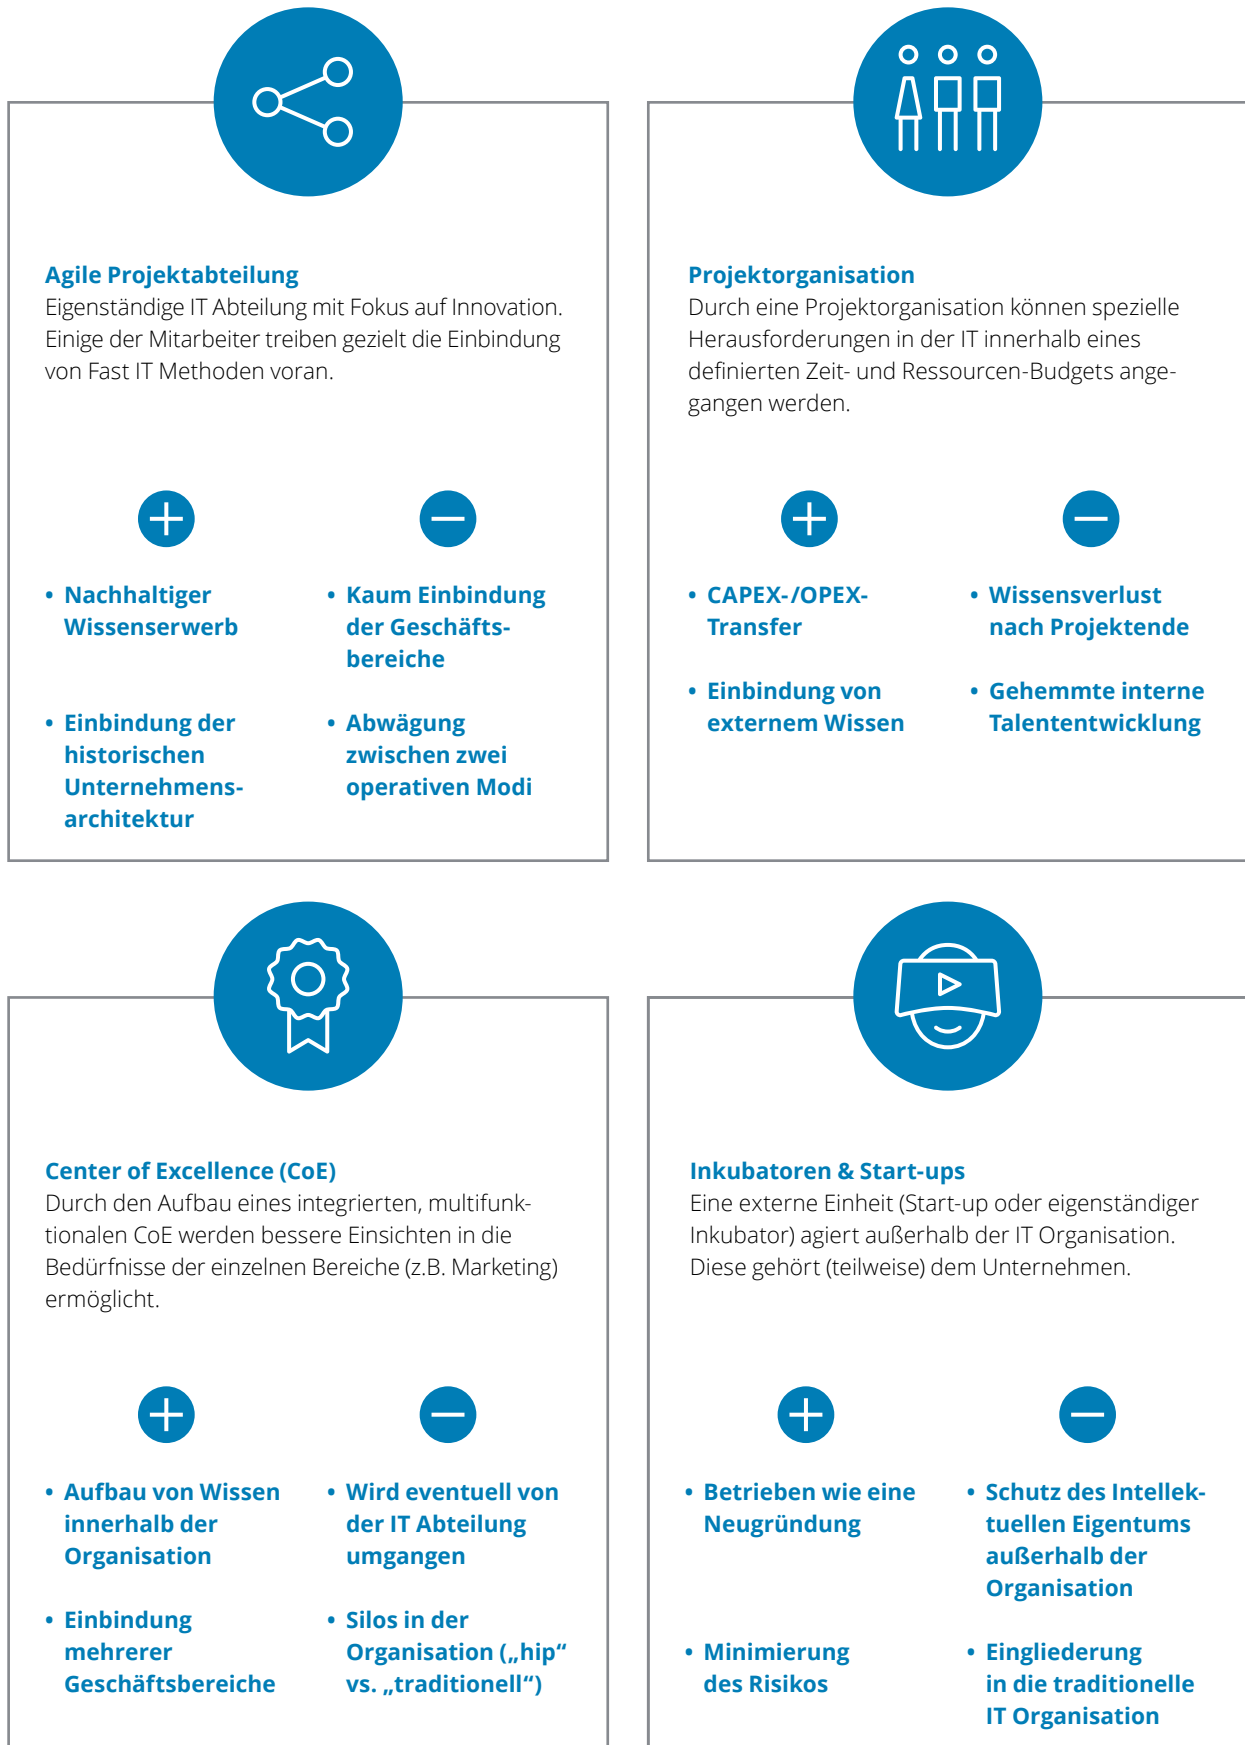 Agile Projektabteilung
Eigenständige IT Abteilung mit Fokus auf Innovation.
Einige der Mitarbeiter treiben gezielt die Einbindung
von Fast IT Methoden voran.
• Nachhaltiger
Wissenserwerb
• Einbindung der
historischen
Unternehmens-
architektur
• Kaum Einbindung
der Geschäfts-
bereiche
• Abwägung
zwischen zwei
operativen Modi
Projektorganisation
Durch eine Projektorganisation können spezielle
Herausforderungen in der IT innerhalb eines
definierten Zeit- und Ressourcen-Budgets ange-
gangen werden.
• CAPEX-/OPEX-
Transfer
• Einbindung von
externem Wissen
• Wissensverlust
nach Projektende
• Gehemmte interne
Talententwicklung
Center of Excellence (CoE)
Durch den Aufbau eines integrierten, multifunk-
tionalen CoE werden bessere Einsichten in die
Bedürfnisse der einzelnen Bereiche (z.B. Marketing)
ermöglicht.
• Aufbau von Wissen
innerhalb der
Organisation
• Einbindung
mehrerer
Geschäftsbereiche
• Wird eventuell von
der IT Abteilung
umgangen
• Silos in der
Organisation („hip“
vs. „traditionell“)
Inkubatoren & Start-ups
Eine externe Einheit (Start-up oder eigenständiger
Inkubator) agiert außerhalb der IT Organisation.
Diese gehört (teilweise) dem Unternehmen.
• Betrieben wie eine
Neugründung
• Minimierung
des Risikos
• Schutz des Intellek-
tuellen Eigentums
außerhalb der
Organisation
• Eingliederung
in die traditionelle
IT Organisation